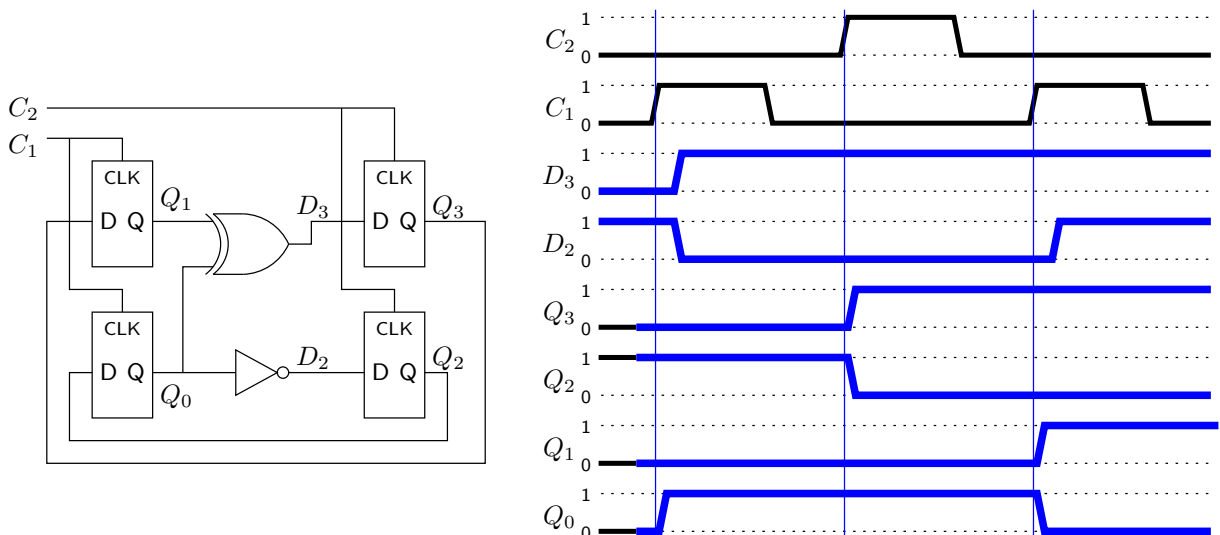 C₂
C₁
CLK
D Q
Q₁
D₃
CLK
D Q
Q₃
CLK
D Q
Q₀
D₂
CLK
D Q
Q₂
C₂ 1 0
C₁ 1 0
D₃ 1 0
D₂ 1 0
Q₃ 1 0
Q₂ 1 0
Q₁ 1 0
Q₀ 1 0